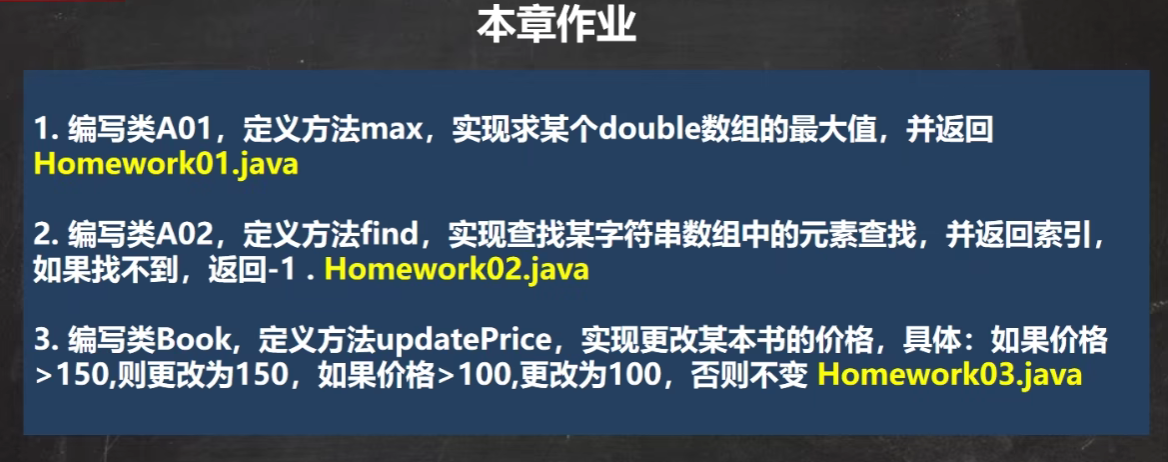 本章作业
1. 编写类A01，定义方法max，实现求某个double数组的最大值，并返回
Homework01.java
2. 编写类A02，定义方法find，实现查找某字符串数组中的元素查找，并返回索引，
如果找不到，返回-1 . Homework02.java
3. 编写类Book, 定义方法updatePrice，实现更改某本书的价格，具体：如果价格
>150,则更改为150，如果价格>100,更改为100，否则不变 Homework03.java